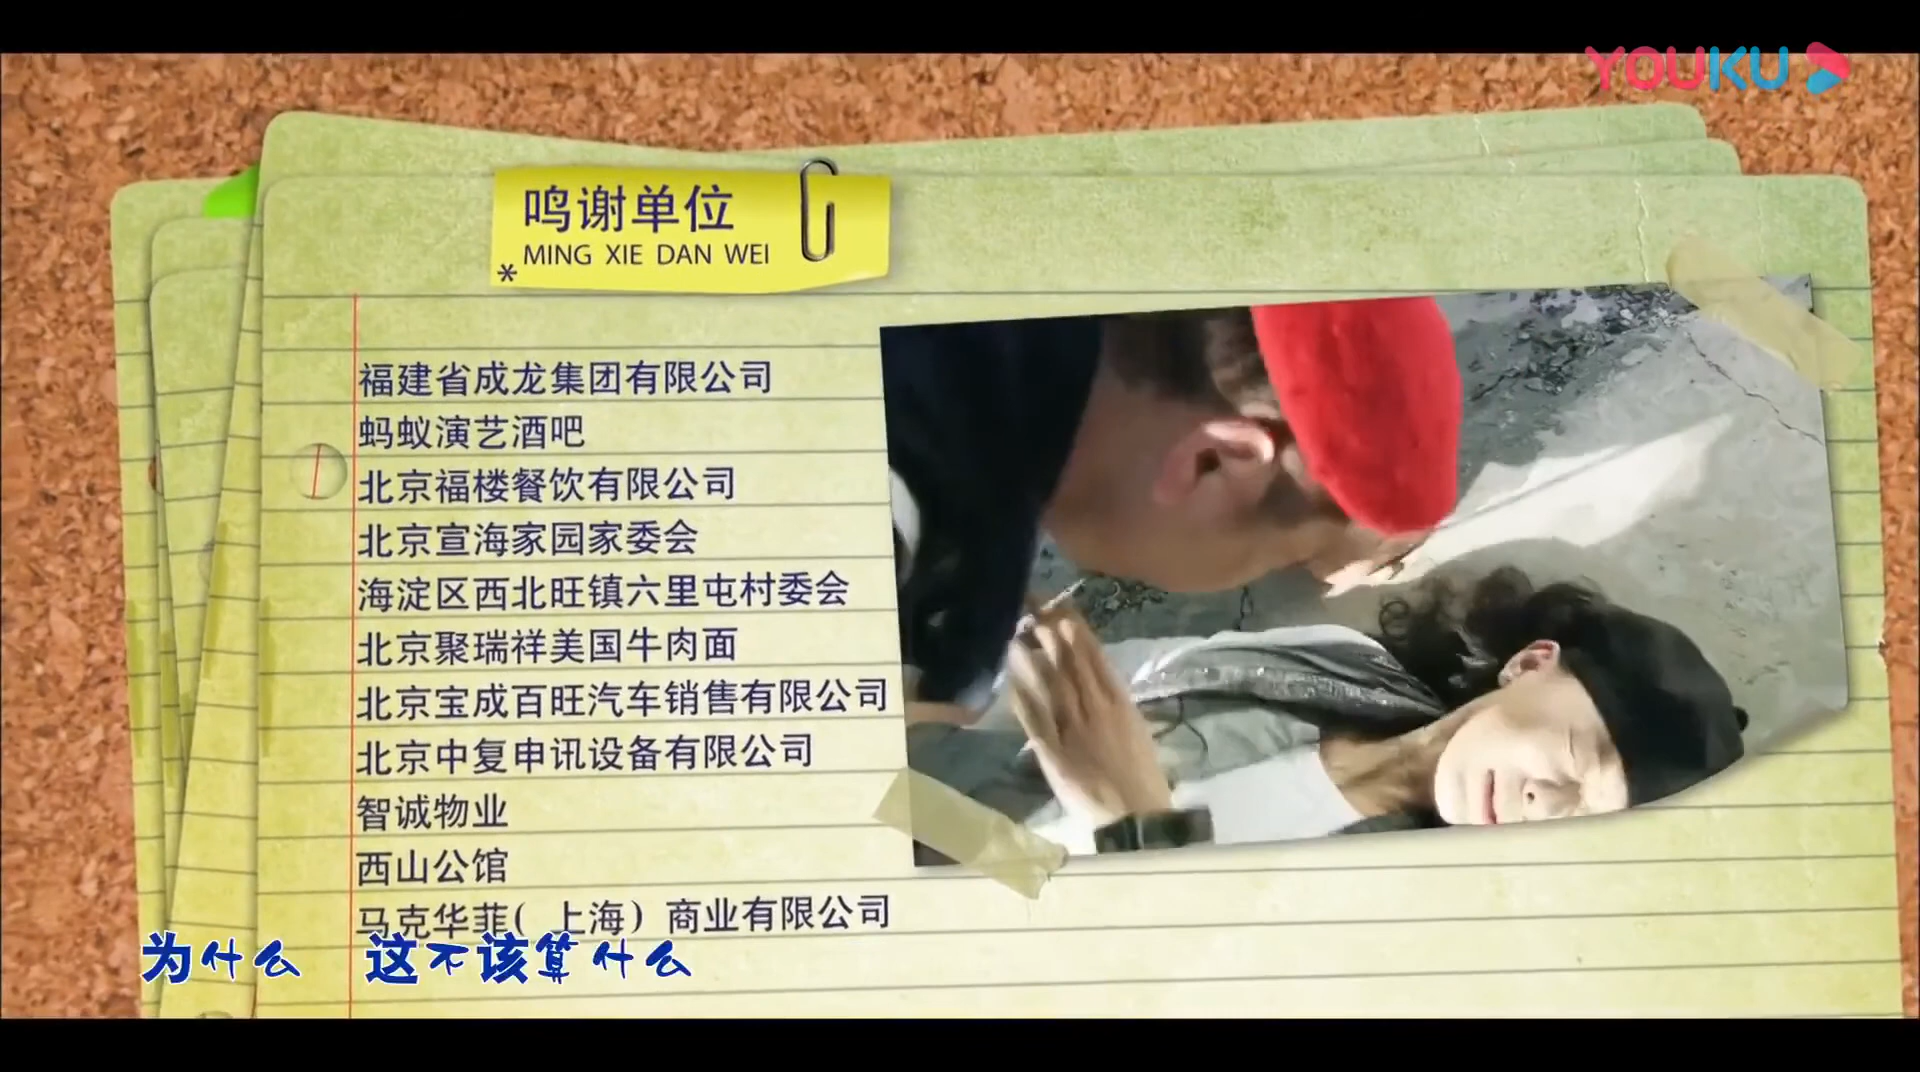 YOUKU
鸣谢单位
MING XIE DAN WEI
*
福建省成龙集团有限公司
蚂蚁演艺酒吧
北京福楼餐饮有限公司
北京宣海家园家委会
海淀区西北旺镇六里屯村委会
北京聚瑞祥美国牛肉面
北京宝成百旺汽车销售有限公司
北京中复申讯设备有限公司
智诚物业
西山公馆
马克华菲(上海)商业有限公司
为什么 这不该算什么